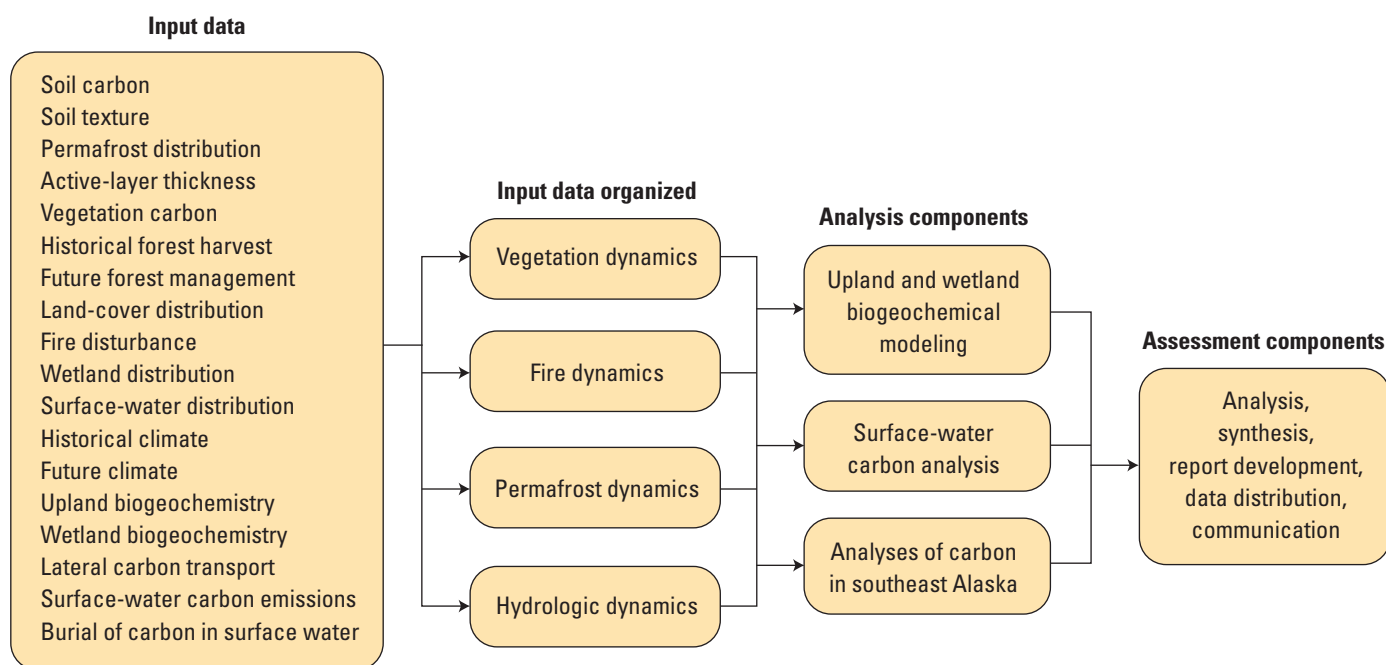 Input data
Soil carbon
Soil texture
Permafrost distribution
Active-layer thickness
Vegetation carbon
Historical forest harvest
Future forest management
Land-cover distribution
Fire disturbance
Wetland distribution
Surface-water distribution
Historical climate
Future climate
Upland biogeochemistry
Wetland biogeochemistry
Lateral carbon transport
Surface-water carbon emissions
Burial of carbon in surface water
Input data organized
Vegetation dynamics
Fire dynamics
Permafrost dynamics
Hydrologic dynamics
Analysis components
Upland and wetland
biogeochemical
modeling
Surface-water
carbon analysis
Analyses of carbon
in southeast Alaska
Assessment components
Analysis,
synthesis,
report development,
data distribution,
communication